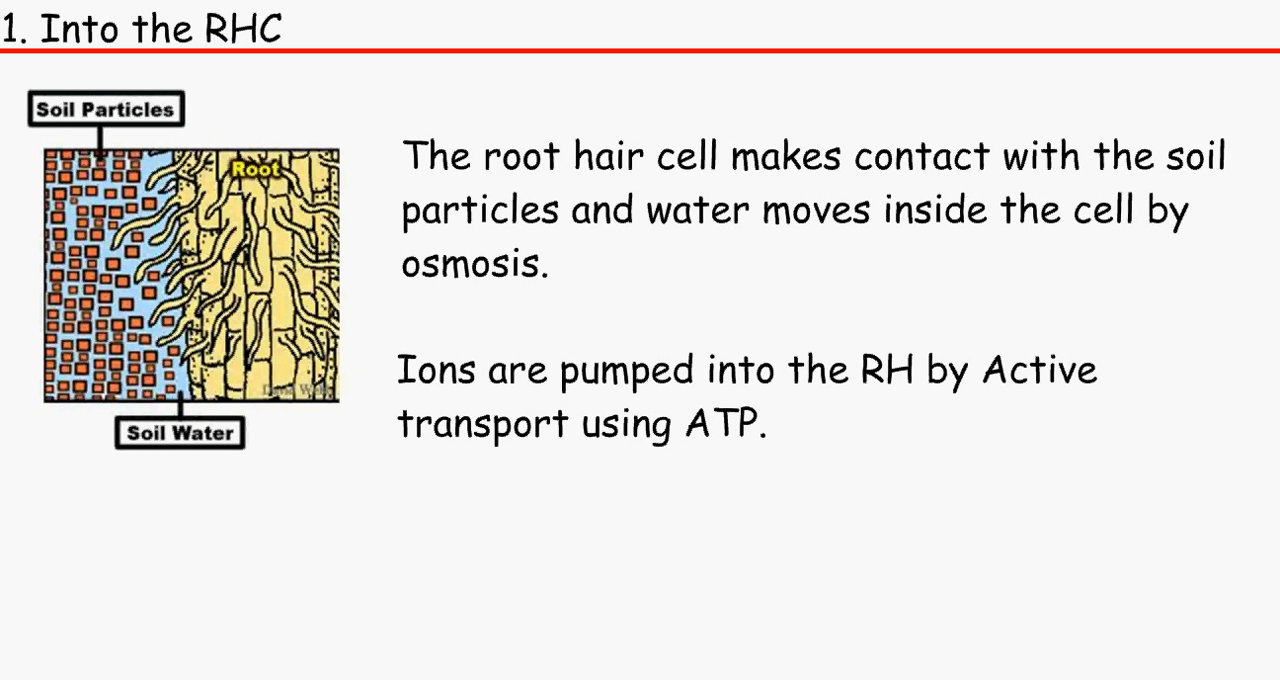 1. Into the RHC
Soil Particles
Root
The root hair cell makes contact with the soil
particles and water moves inside the cell by
osmosis.
Ions are pumped into the RH by Active
transport using ATP.
Soil Water